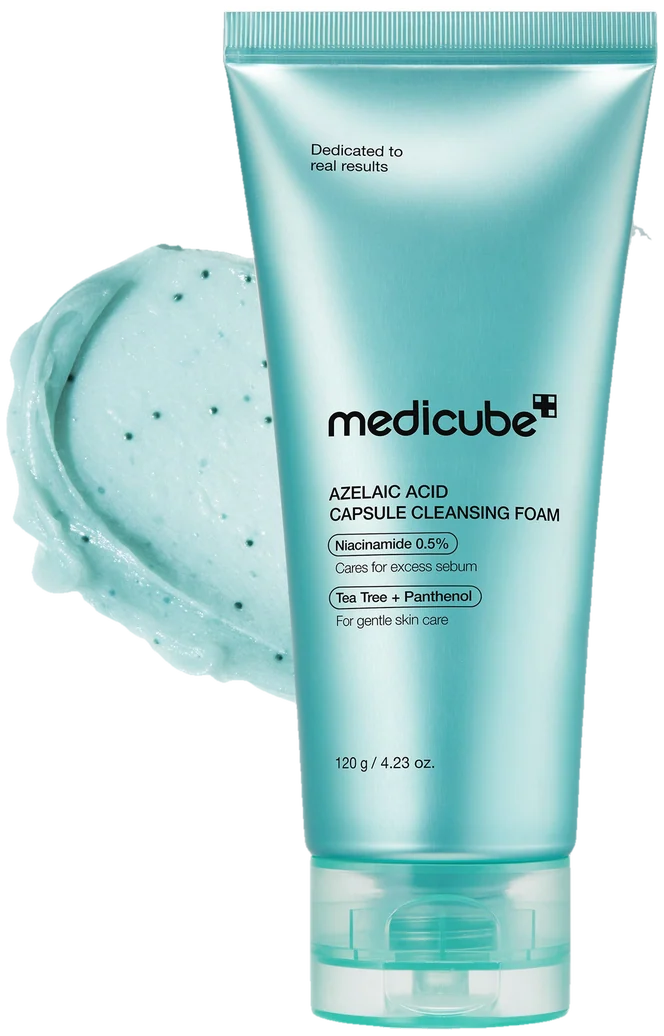 Dedicated to
real results
medicube
AZELAIC ACID
CAPSULE CLEANSING FOAM
Niacinamide 0.5%
Cares for excess sebum
Tea Tree + Panthenol
For gentle skin care
120 g / 4.23 oz.